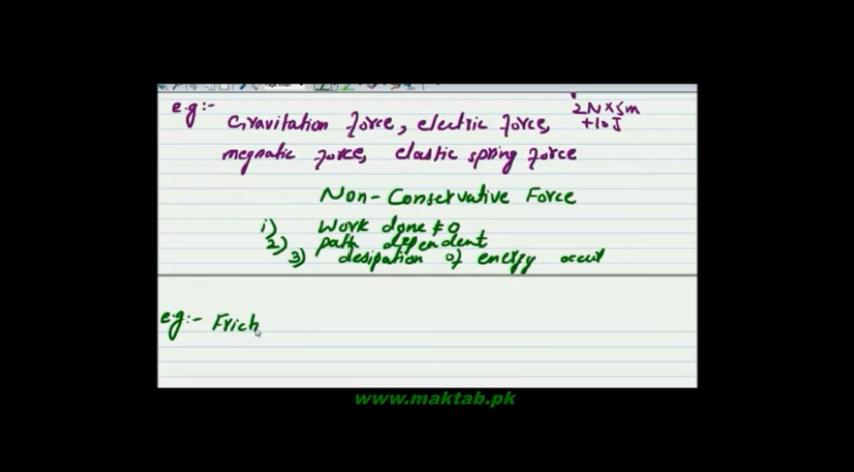 e.g:- Gravitation force, electric force,
2N x 5m
+10J
megnatic force, elastic spring force
Non-Conservative Force
i) Work done ≠ 0
2) path dependent
3) desipation of energy occur
e.g:- Frich
www.maktab.pk